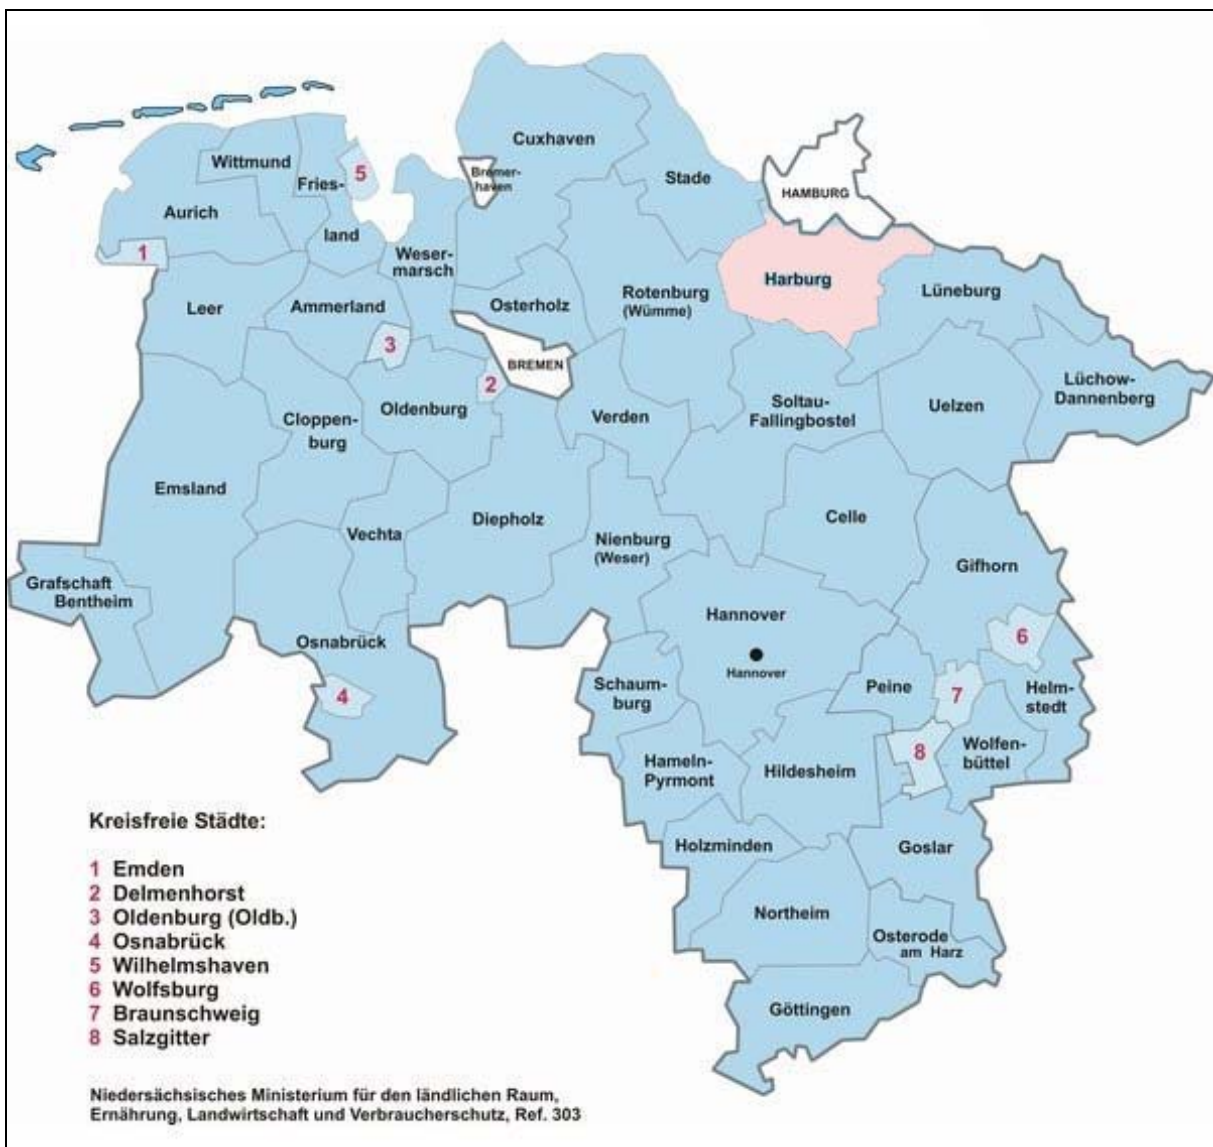 Cuxhaven
Bremer-
haven
Wittmund
5
Stade
Fries-
HAMBURG
Aurich
land
1
Weser-
marsch
Harburg
Lüneburg
Leer
Ammerland
Osterholz
Rotenburg
(Wümme)
3
BREMEN
2
Oldenburg
Verden
Soltau-
Fallingbostel
Uelzen
Lüchow-
Dannenberg
Cloppen-
burg
Emsland
Vechta
Diepholz
Nienburg
(Weser)
Celle
Gifhorn
Grafschaft
Bentheim
Hannover
Hannover
Osnabrück
6
4
Schaum-
burg
Peine
7
Helm-
stedt
Hameln-
Pyrmont
Hildesheim
8
Wolfen-
büttel
Holzminden
Goslar
Northeim
Osterode
am Harz
Göttingen
Kreisfreie Städte:
1 Emden
2 Delmenhorst
3 Oldenburg (Oldb.)
4 Osnabrück
5 Wilhelmshaven
6 Wolfsburg
7 Braunschweig
8 Salzgitter
Niedersächsisches Ministerium für den ländlichen Raum,
Ernährung, Landwirtschaft und Verbraucherschutz, Ref. 303